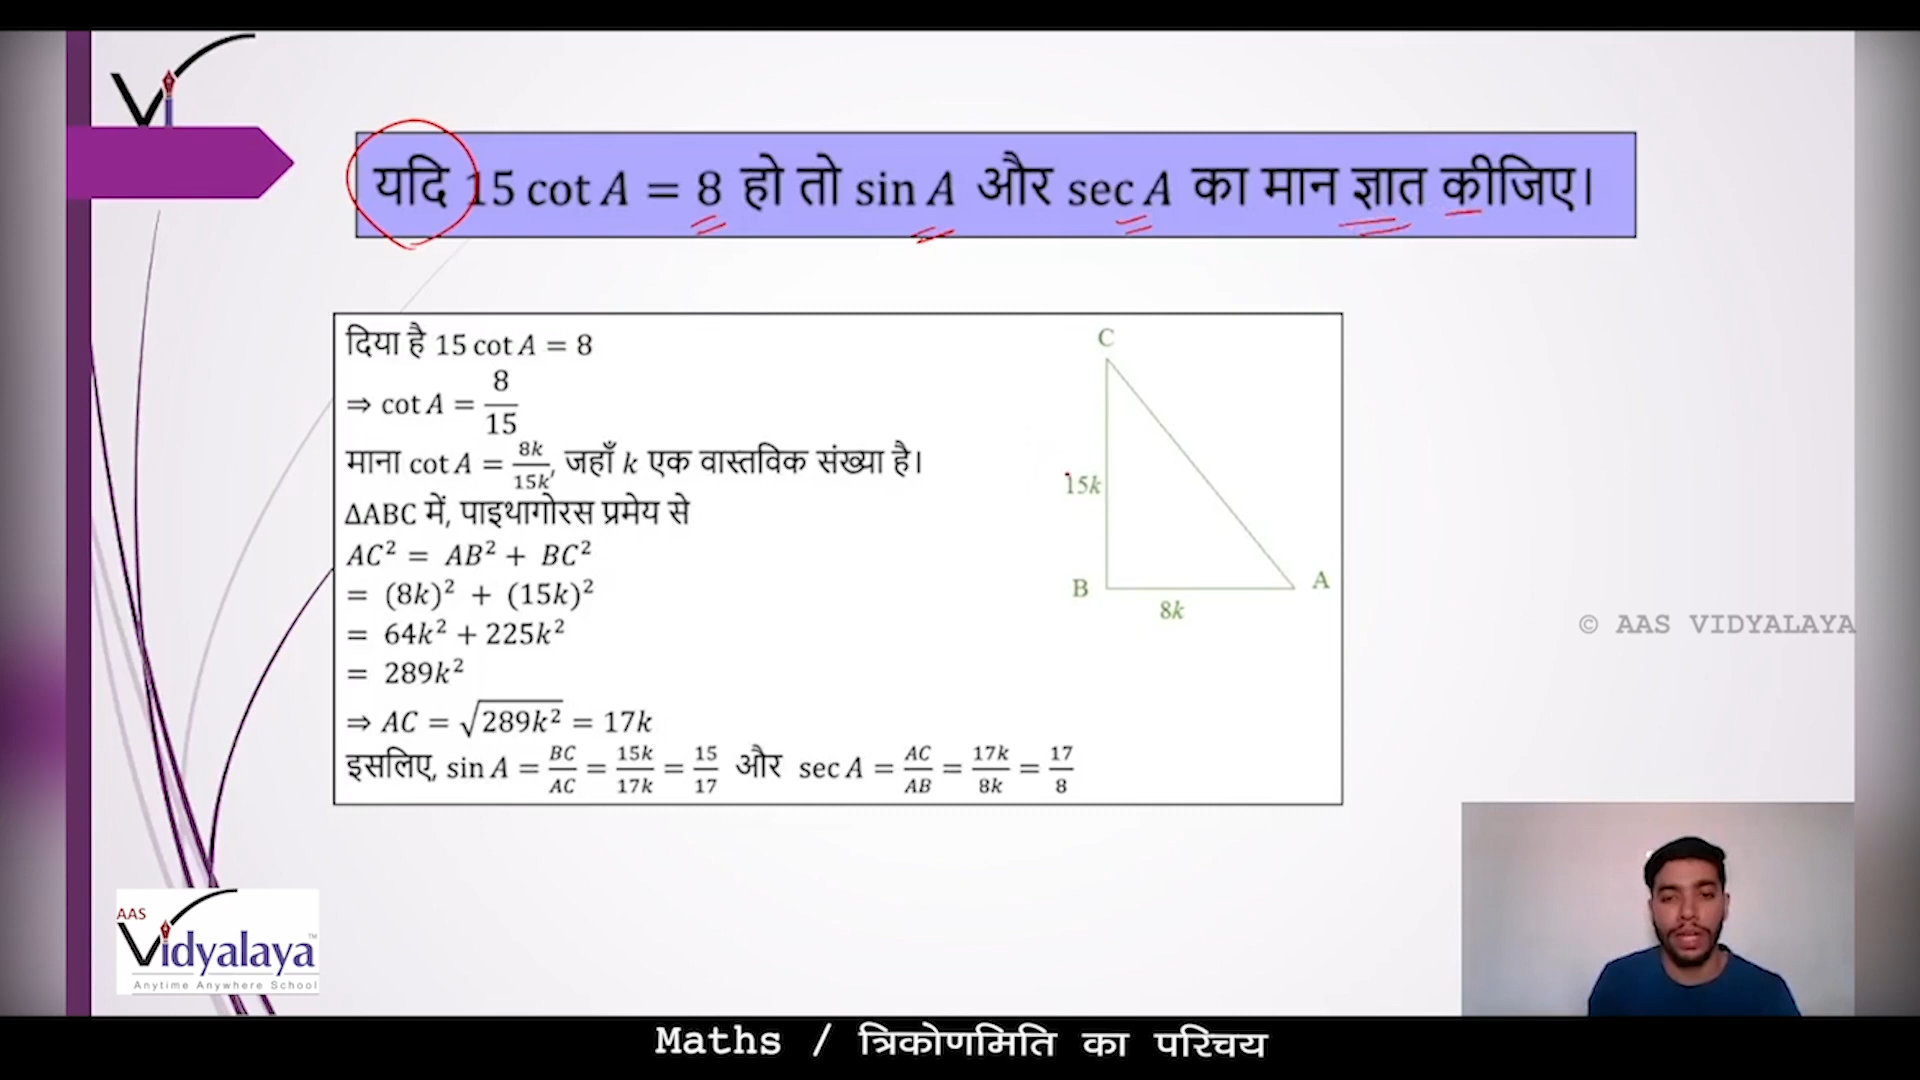 यदि 15 cot A = 8 हो तो sin A और sec A का मान ज्ञात कीजिए।
दिया है 15 cot A = 8
⇒ cot A = 8/15
माना cot A = 8k/15k, जहाँ k एक वास्तविक संख्या है।
ΔABC में, पाइथागोरस प्रमेय से
AC² = AB² + BC²
= (8k)² + (15k)²
= 64k² + 225k²
= 289k²
⇒ AC = √289k² = 17k
इसलिए, sin A = BC/AC = 15k/17k = 15/17 और sec A = AC/AB = 17k/8k = 17/8
C
15k
B
A
8k
© AAS VIDYALAYA
AAS
Vidyalaya™
Anytime Anywhere School
Maths / त्रिकोणमिति का परिचय